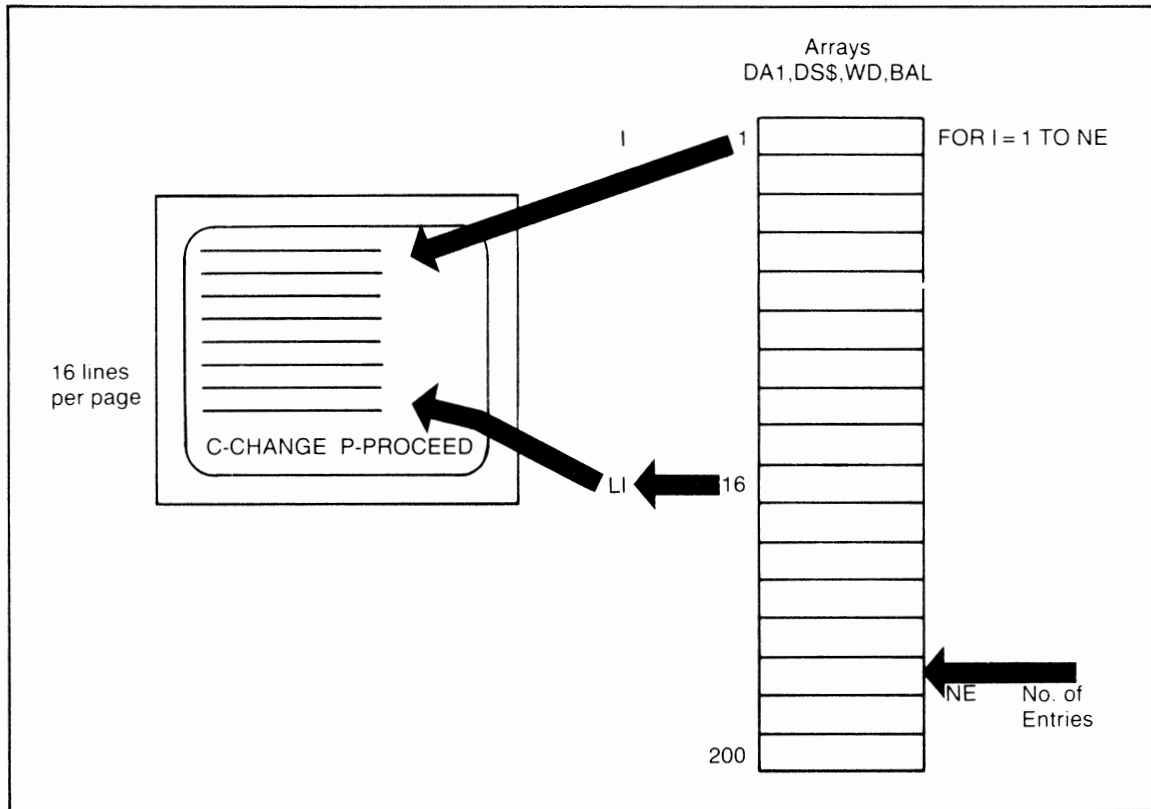 Arrays
DA1,DS$,WD,BAL
I
1
FOR I = 1 TO NE
16 lines
per page
C-CHANGE P-PROCEED
LI
16
NE
No. of
Entries
200